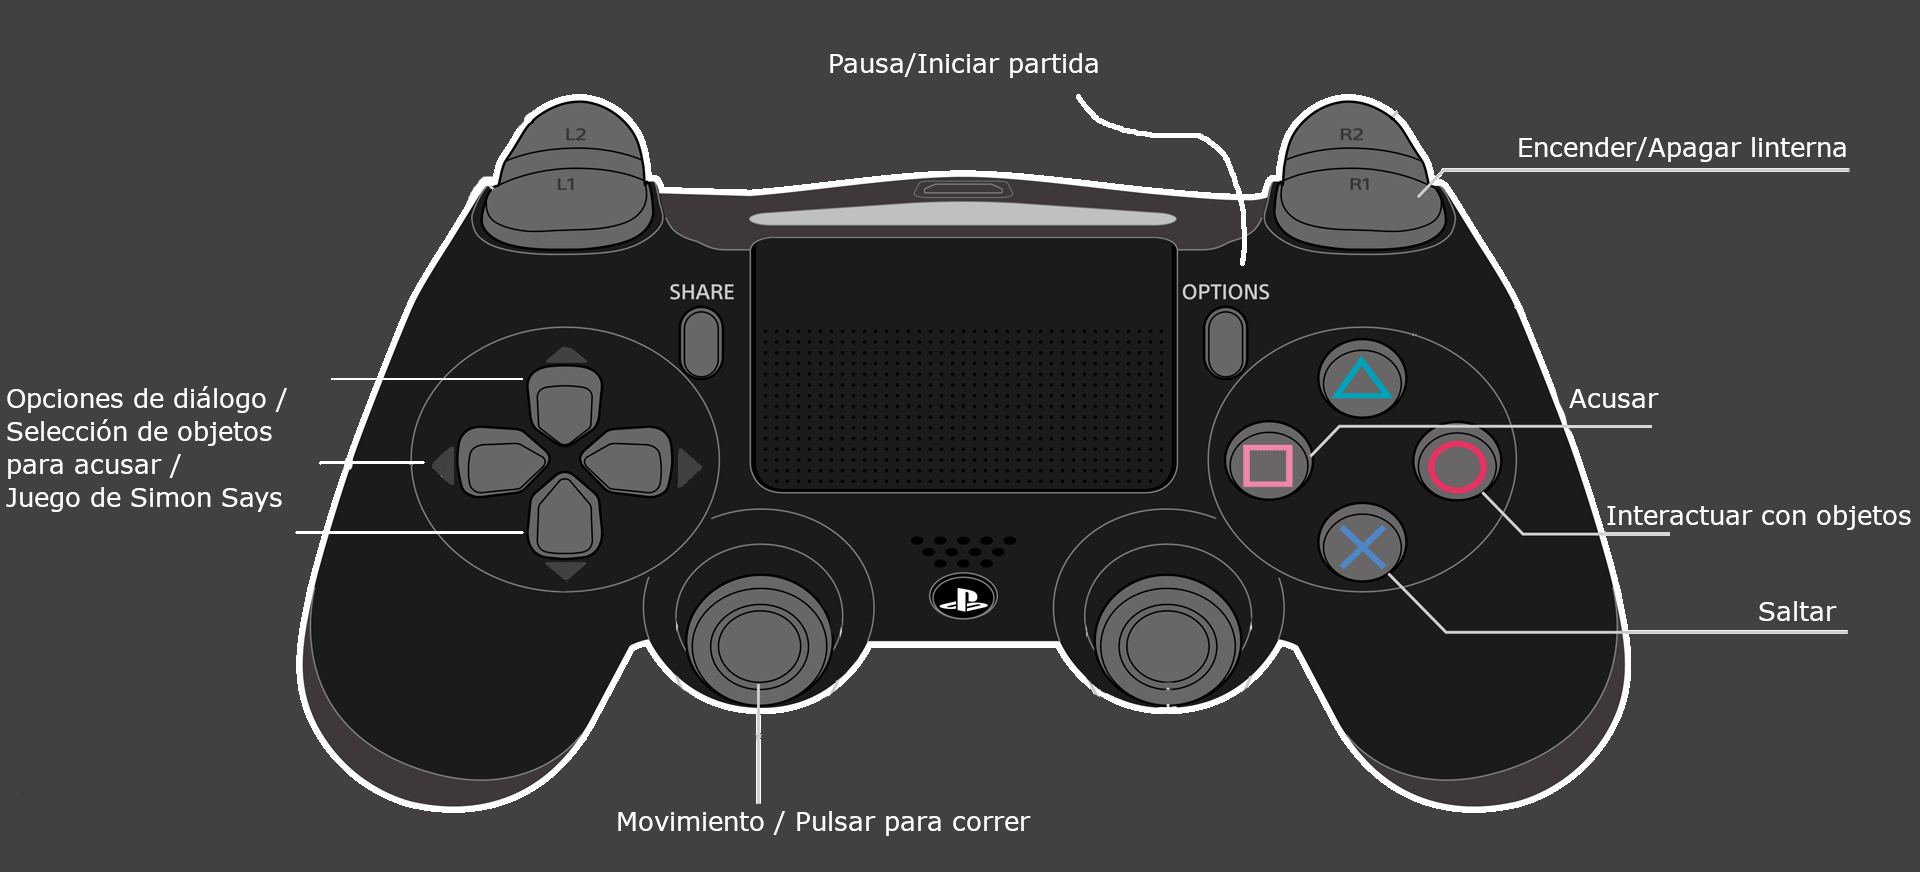 Pausa/Iniciar partida
L2
R2
Encender/Apagar linterna
L1
R1
SHARE
OPTIONS
Opciones de diálogo /
Selección de objetos
para acusar /
Juego de Simon Says
Acusar
Interactuar con objetos
Saltar
Movimiento / Pulsar para correr